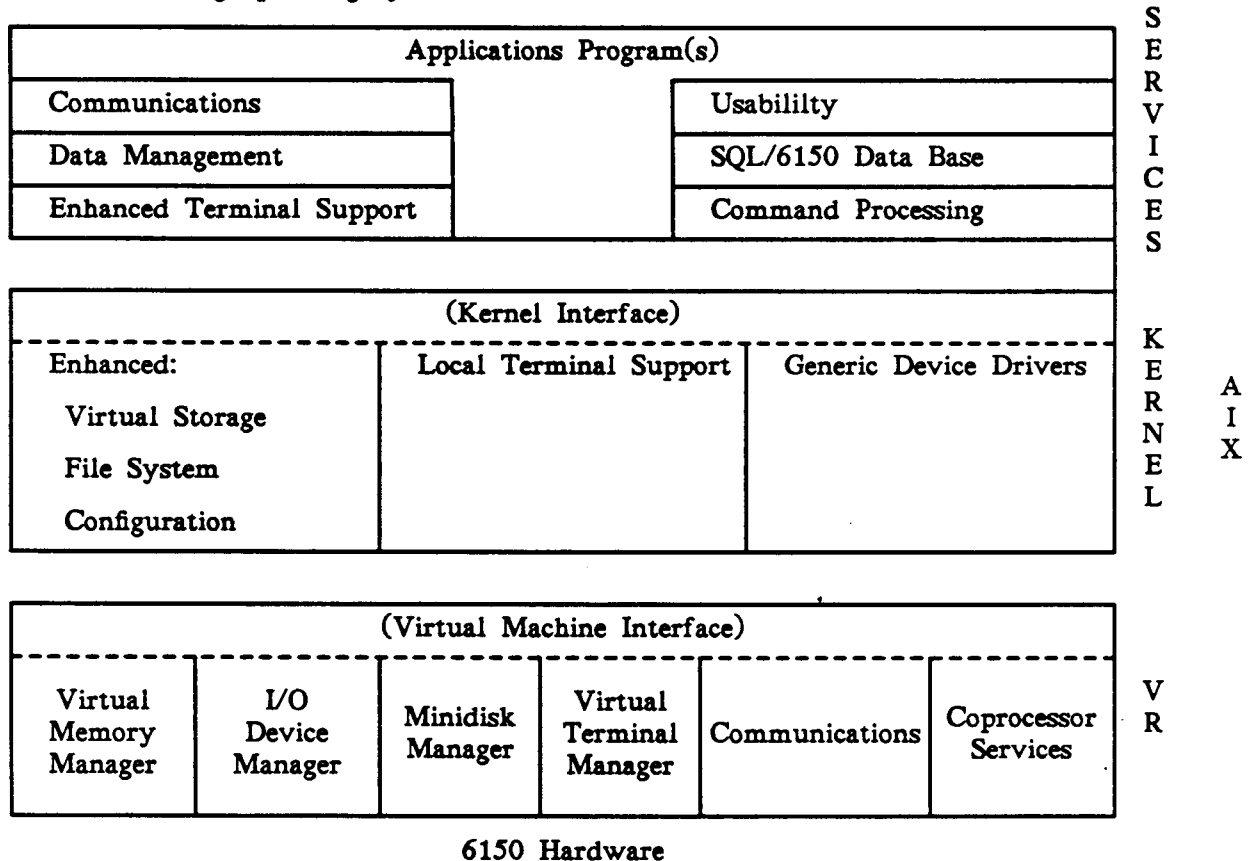 Applications Program(s)
Communications
Usabililty
Data Management
SQL/6150 Data Base
Enhanced Terminal Support
Command Processing
SERVICES
(Kernel Interface)
Enhanced:
Local Terminal Support
Generic Device Drivers
Virtual Storage
File System
Configuration
KERNEL
AIX
(Virtual Machine Interface)
Virtual
Memory
Manager
I/O
Device
Manager
Minidisk
Manager
Virtual
Terminal
Manager
Communications
Coprocessor
Services
VR
6150 Hardware